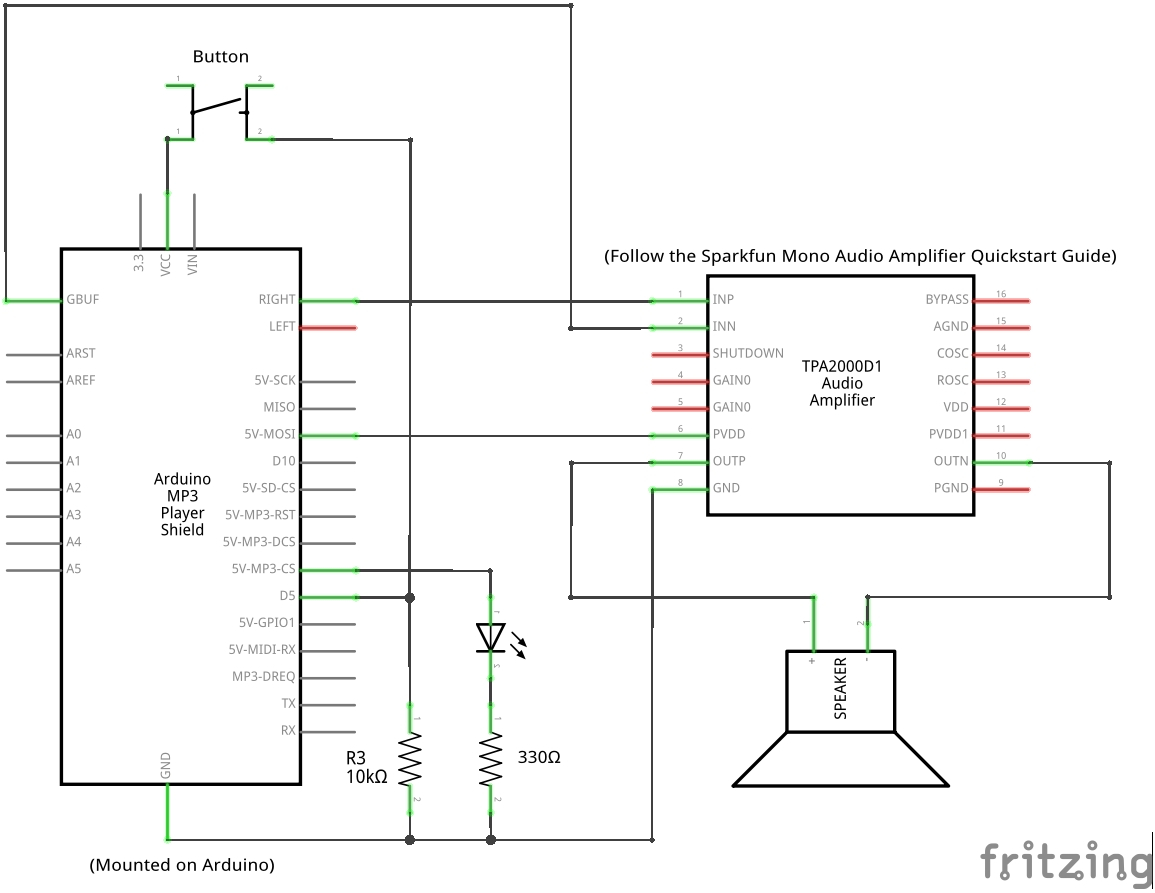 Button
1
2
1
2
3.3
VCC
VIN
GBUF
ARST
AREF
A0
A1
A2
A3
A4
A5
Arduino
MP3
Player
Shield
RIGHT
LEFT
5V-SCK
MISO
5V-MOSI
D10
5V-SD-CS
5V-MP3-RST
5V-MP3-DCS
5V-MP3-CS
D5
5V-GPIO1
5V-MIDI-RX
MP3-DREQ
TX
RX
GND
(Mounted on Arduino)
R3
10kΩ
1
2
1
2
330Ω
1
2
(Follow the Sparkfun Mono Audio Amplifier Quickstart Guide)
1 INP
2 INN
3 SHUTDOWN
4 GAIN0
5 GAIN0
6 PVDD
7 OUTP
8 GND
TPA2000D1
Audio
Amplifier
BYPASS 16
AGND 15
COSC 14
ROSC 13
VDD 12
PVDD1 11
OUTN 10
PGND 9
1
2
+
-
SPEAKER
fritzing